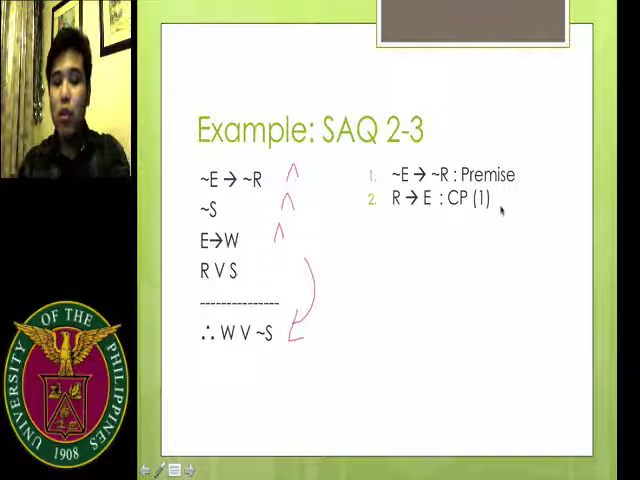 Example: SAQ 2-3
~E → ~R
~S
E→W
R V S
---------------
∴ W V ~S
1. ~E → ~R : Premise
2. R → E : CP (1)
UNIVERSITY OF THE PHILIPPINES
1908